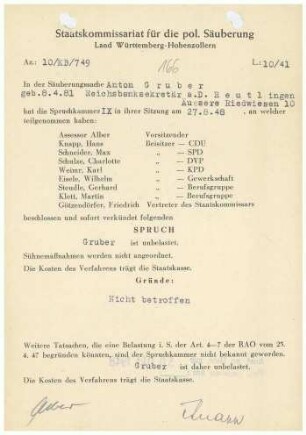 Staatskommissariat für die pol. Säuberung
Land Württemberg-Hohenzollern
Az.: 10/KB/749
1166
L: 10/41
In der Säuberungssache Anton Gruber
geb. 8.4.81 Reichsbanksekretär a.D. Reutlingen
Äussere Riedwiesen 10
hat die Spruchkammer IX in ihrer Sitzung am 27.8.48, an welcher
teilgenommen haben:
Assessor Alber Vorsitzender
Knapp, Hans Beisitzer — CDU
Schneider, Max „ — SPD
Schulze, Charlotte „ — DVP
Weimr, Karl „ — KPD
Eisele, Wilhelm „ — Gewerkschaft
Steudle, Gerhard „ — Berufsgruppe
Klett, Martin „ — Berufsgruppe
Götzendörfer, Friedrich Vertreter des Staatskommissars
beschlossen und sofort verkündet folgenden
SPRUCH
Gruber ist unbelastet.
Sühnemaßnahmen werden nicht angeordnet.
Die Kosten des Verfahrens trägt die Staatskasse.
Gründe:
Nicht betroffen
Weitere Tatsachen, die eine Belastung i. S. der Art. 4—7 der RAO vom 25.
4. 47 begründen könnten, sind der Spruchkammer nicht bekannt geworden.
Gruber ist daher unbelastet.
Die Kosten des Verfahrens trägt die Staatskasse.
Alber